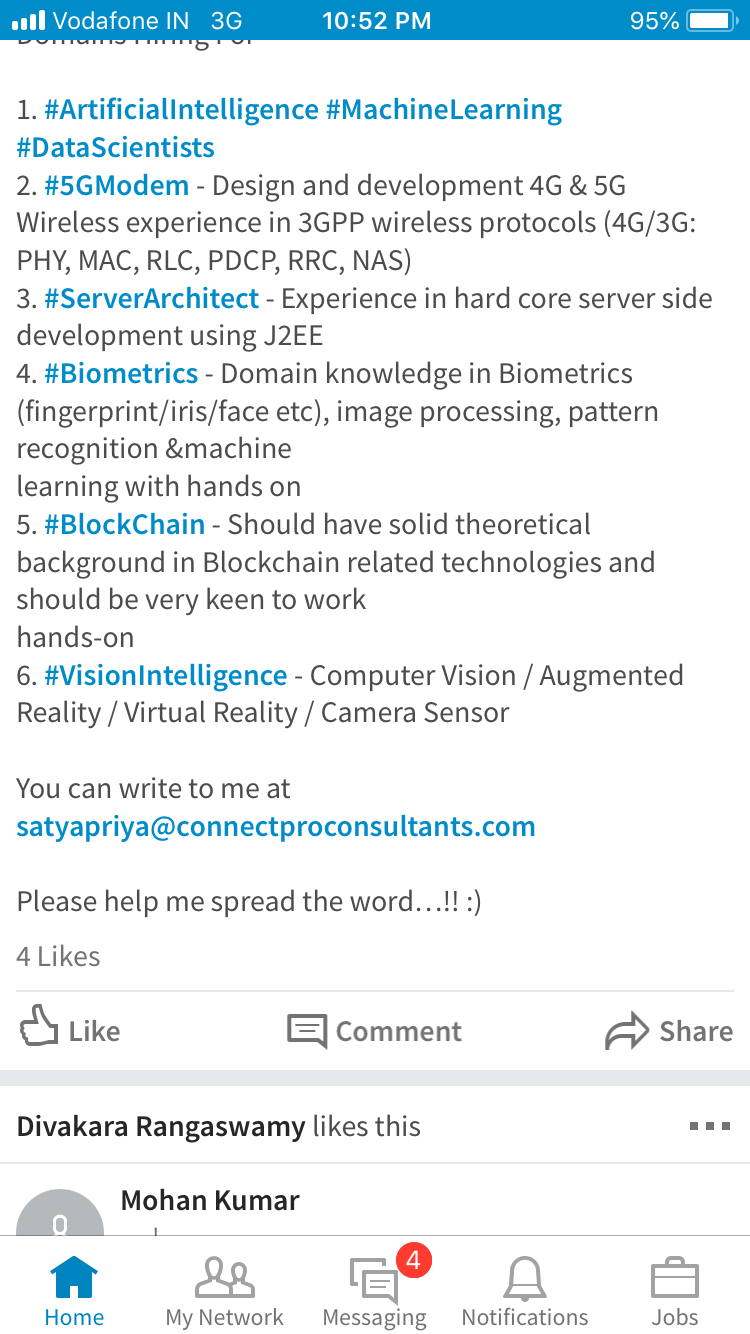 Vodafone IN 3G 10:52 PM 95%
Domains Hiring For
1. #ArtificialIntelligence #MachineLearning
#DataScientists
2. #5GModem - Design and development 4G & 5G
Wireless experience in 3GPP wireless protocols (4G/3G:
PHY, MAC, RLC, PDCP, RRC, NAS)
3. #ServerArchitect - Experience in hard core server side
development using J2EE
4. #Biometrics - Domain knowledge in Biometrics
(fingerprint/iris/face etc), image processing, pattern
recognition &machine
learning with hands on
5. #BlockChain - Should have solid theoretical
background in Blockchain related technologies and
should be very keen to work
hands-on
6. #VisionIntelligence - Computer Vision / Augmented
Reality / Virtual Reality / Camera Sensor
You can write to me at
satyapriya@connectproconsultants.com
Please help me spread the word...!! :)
4 Likes
Like Comment Share
Divakara Rangaswamy likes this
Mohan Kumar
4
Home My Network Messaging Notifications Jobs